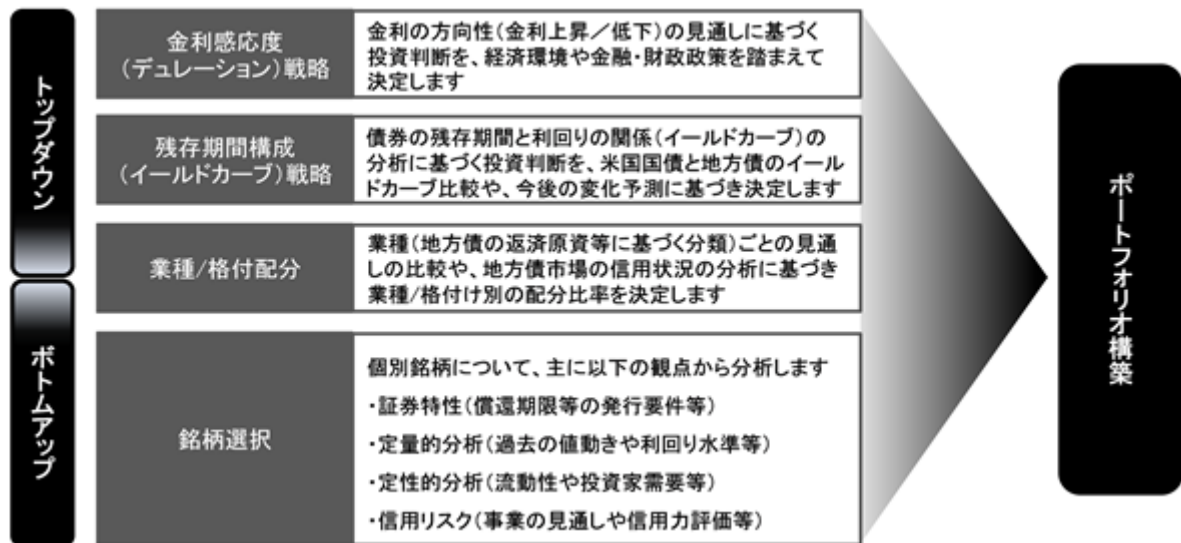 トップダウン
金利感応度
（デュレーション）戦略
金利の方向性（金利上昇／低下）の見通しに基づく
投資判断を、経済環境や金融・財政政策を踏まえて
決定します
残存期間構成
（イールドカーブ）戦略
債券の残存期間と利回りの関係（イールドカーブ）の
分析に基づく投資判断を、米国国債と地方債のイール
ドカーブ比較や、今後の変化予測に基づき決定します
業種/格付配分
業種（地方債の返済原資等に基づく分類）ごとの見通
しの比較や、地方債市場の信用状況の分析に基づき
業種/格付け別の配分比率を決定します
ボトムアップ
銘柄選択
個別銘柄について、主に以下の観点から分析します
・証券特性（償還期限等の発行要件等）
・定量的分析（過去の値動きや利回り水準等）
・定性的分析（流動性や投資家需要等）
・信用リスク（事業の見通しや信用力評価等）
ポートフォリオ構築